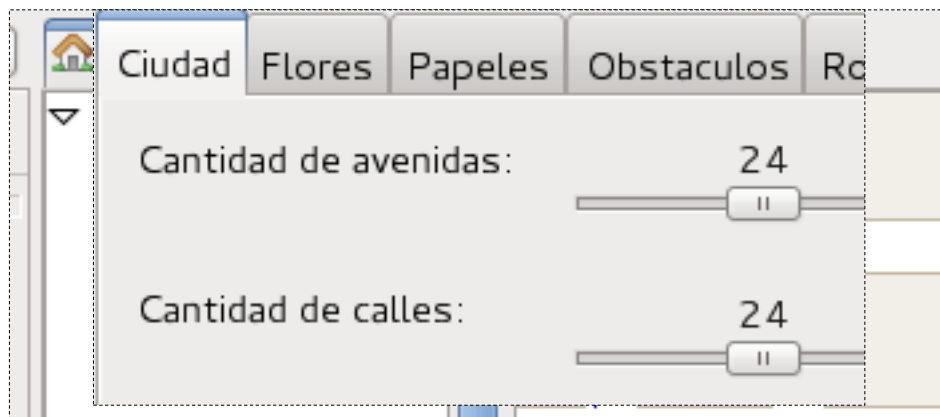 Ciudad Flores Papeles Obstaculos
Cantidad de avenidas:
24
Cantidad de calles:
24